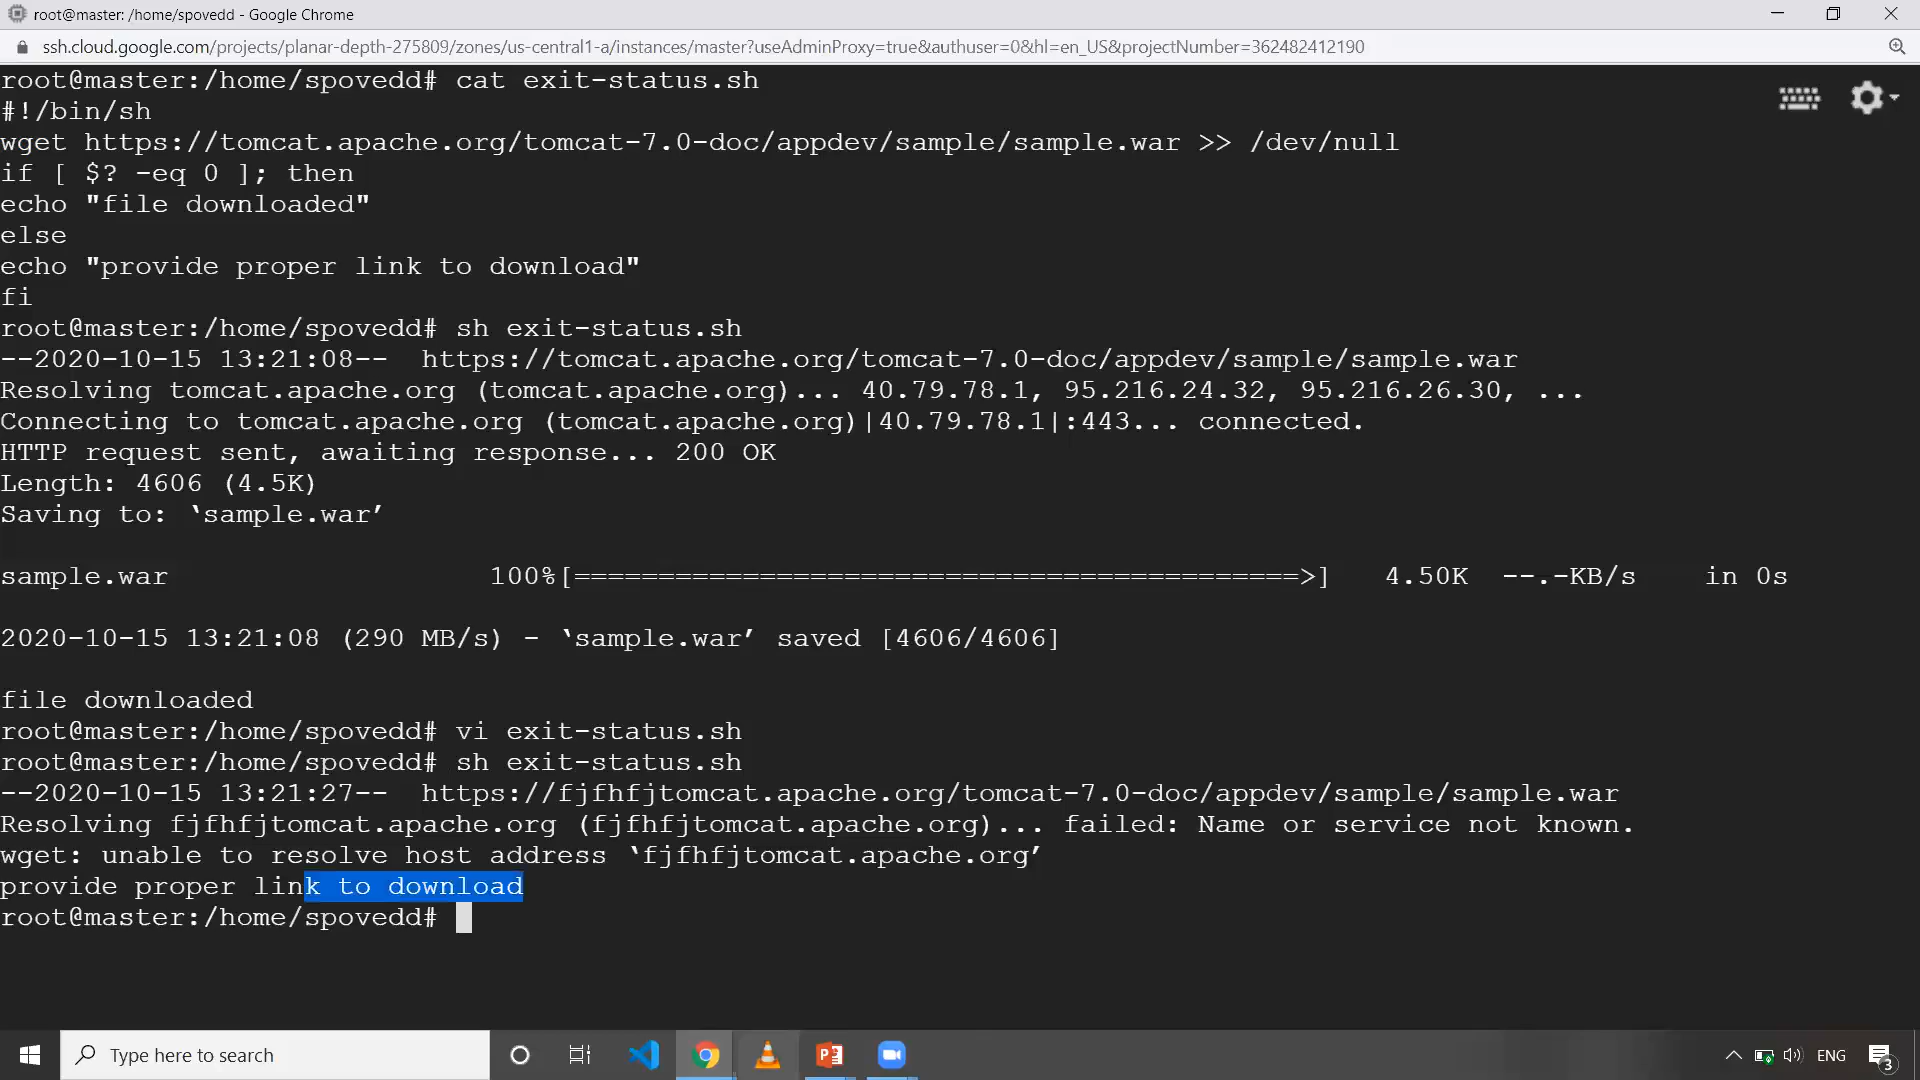 root@master: /home/spovedd - Google Chrome
ssh.cloud.google.com/projects/planar-depth-275809/zones/us-central1-a/instances/master?useAdminProxy=true&authuser=0&hl=en_US&projectNumber=362482412190
root@master:/home/spovedd# cat exit-status.sh
#!/bin/sh
wget https://tomcat.apache.org/tomcat-7.0-doc/appdev/sample/sample.war >> /dev/null
if [ $? -eq 0 ]; then
echo "file downloaded"
else
echo "provide proper link to download"
fi
root@master:/home/spovedd# sh exit-status.sh
--2020-10-15 13:21:08--  https://tomcat.apache.org/tomcat-7.0-doc/appdev/sample/sample.war
Resolving tomcat.apache.org (tomcat.apache.org)... 40.79.78.1, 95.216.24.32, 95.216.26.30, ...
Connecting to tomcat.apache.org (tomcat.apache.org)|40.79.78.1|:443... connected.
HTTP request sent, awaiting response... 200 OK
Length: 4606 (4.5K)
Saving to: ‘sample.war’
sample.war 100%[===========================================>] 4.50K --.-KB/s in 0s
2020-10-15 13:21:08 (290 MB/s) - ‘sample.war’ saved [4606/4606]
file downloaded
root@master:/home/spovedd# vi exit-status.sh
root@master:/home/spovedd# sh exit-status.sh
--2020-10-15 13:21:27--  https://fjfhfjtomcat.apache.org/tomcat-7.0-doc/appdev/sample/sample.war
Resolving fjfhfjtomcat.apache.org (fjfhfjtomcat.apache.org)... failed: Name or service not known.
wget: unable to resolve host address ‘fjfhfjtomcat.apache.org’
provide proper link to download
root@master:/home/spovedd#
Type here to search
ENG
3